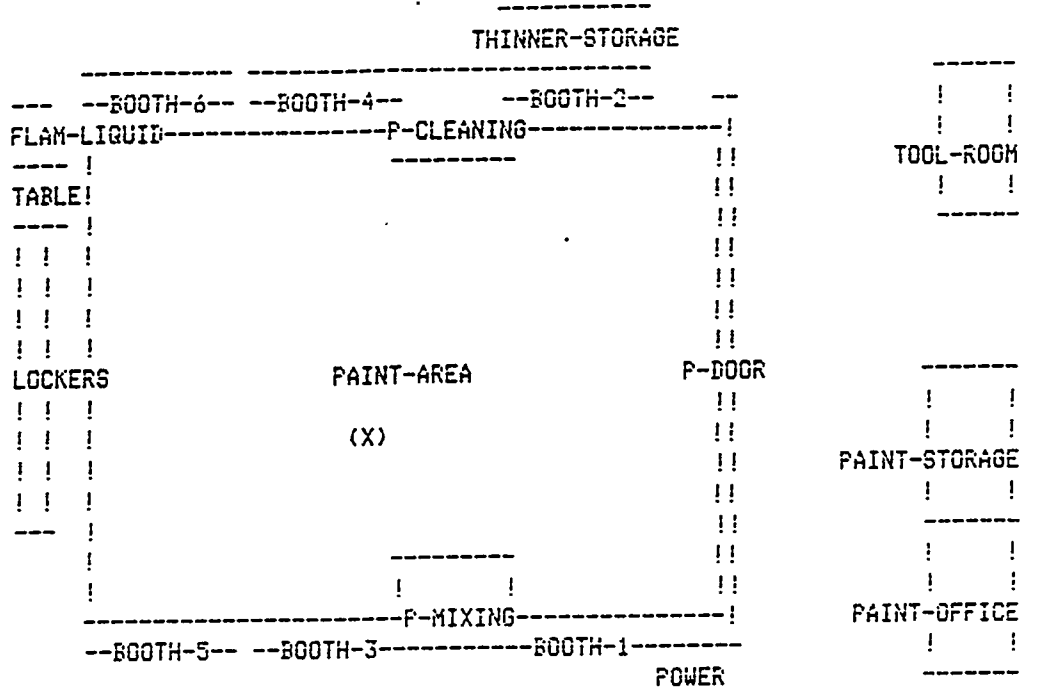 THINNER-STORAGE
--BOOTH-6-- --BOOTH-4-- --BOOTH-2--
FLAM-LIQUID---------------P-CLEANING-------------!
TOOL-ROOM
TABLE!
LOCKERS PAINT-AREA P-DOOR
(X)
PAINT-STORAGE
---------------------P-MIXING--------------! PAINT-OFFICE
--BOOTH-5-- --BOOTH-3-----------BOOTH-1--------
POWER